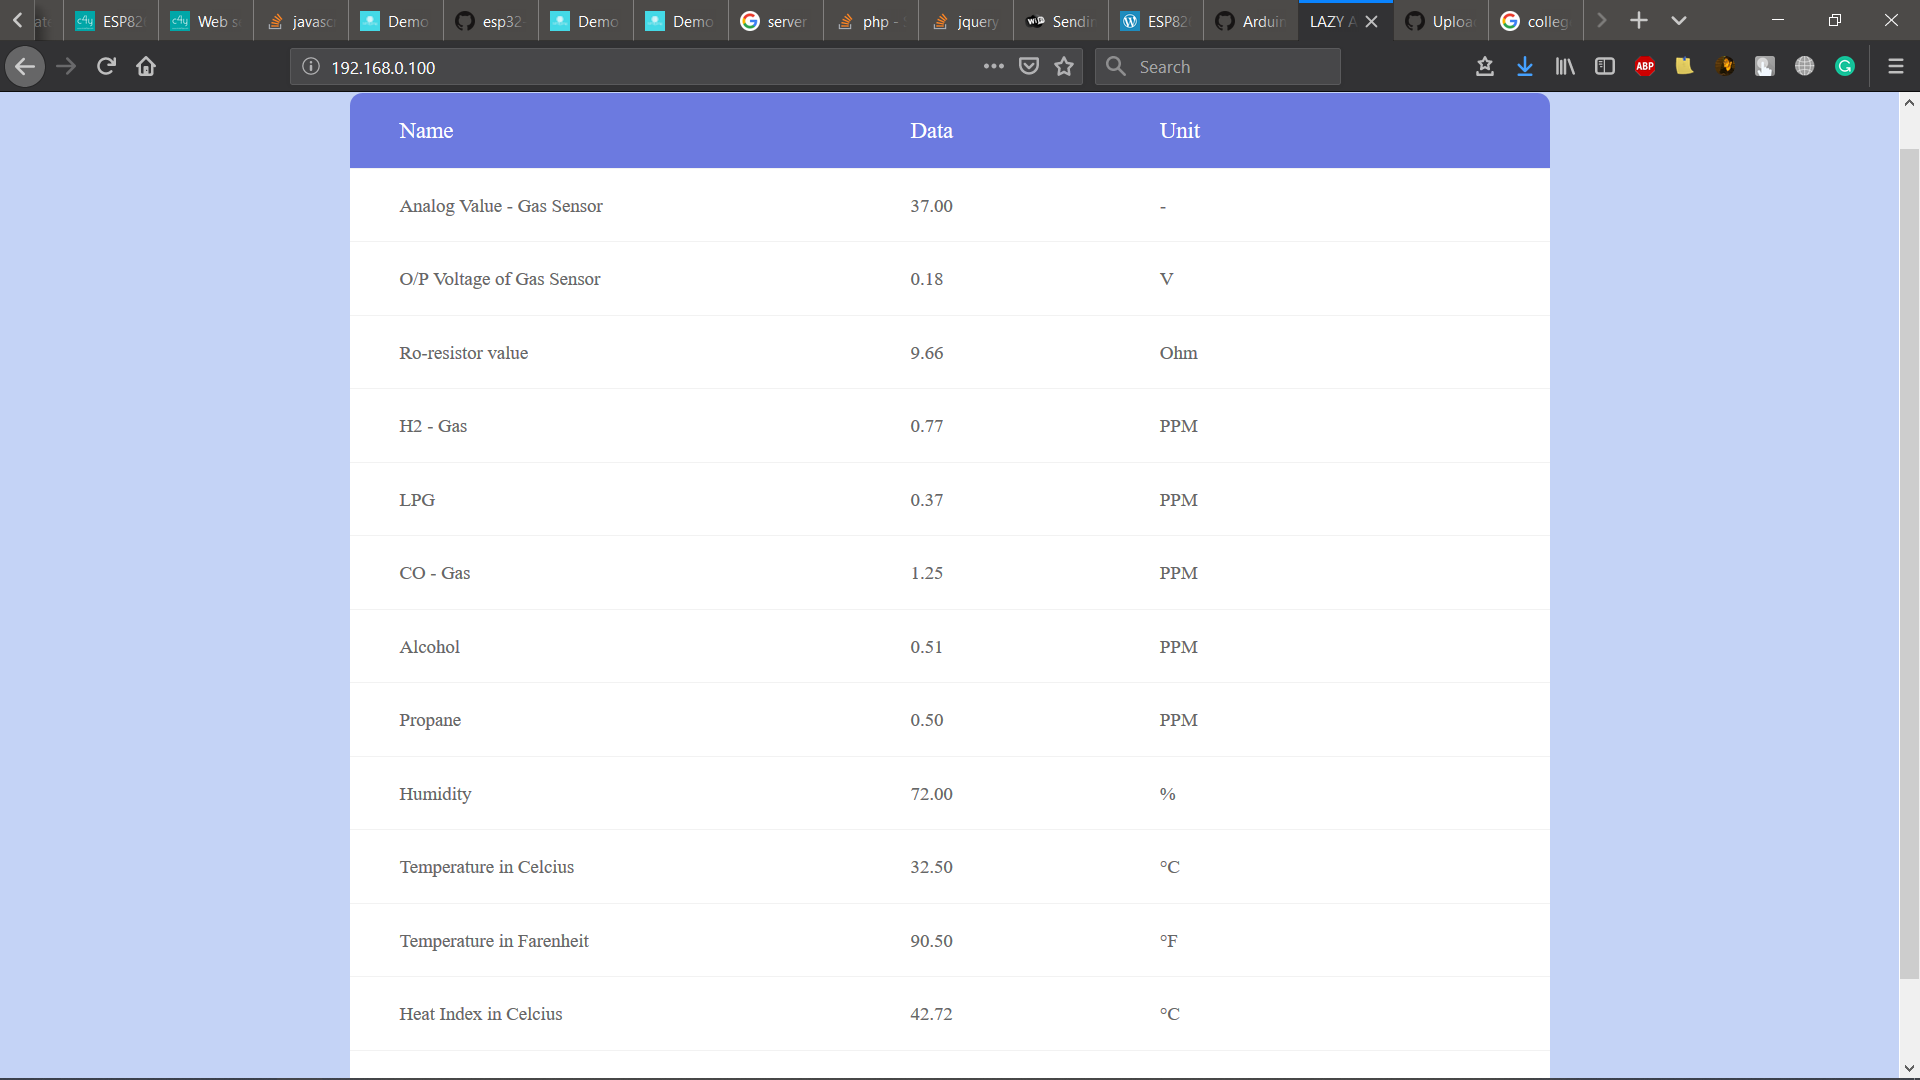 ESP82 Web s javasc Demo esp32- Demo Demo server php - jquery Sendin ESP82 Arduin LAZY A Uploa colleg
192.168.0.100 Search
ABP
Name Data Unit
Analog Value - Gas Sensor 37.00 -
O/P Voltage of Gas Sensor 0.18 V
Ro-resistor value 9.66 Ohm
H2 - Gas 0.77 PPM
LPG 0.37 PPM
CO - Gas 1.25 PPM
Alcohol 0.51 PPM
Propane 0.50 PPM
Humidity 72.00 %
Temperature in Celcius 32.50 °C
Temperature in Farenheit 90.50 °F
Heat Index in Celcius 42.72 °C